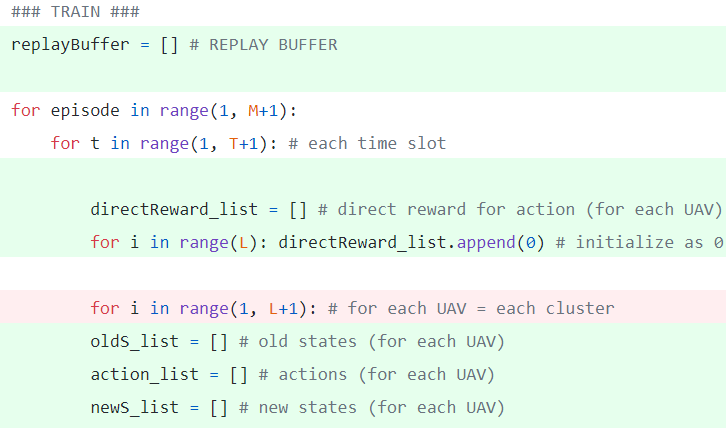 ### TRAIN ###
replayBuffer = [] # REPLAY BUFFER
for episode in range(1, M+1):
for t in range(1, T+1): # each time slot
directReward_list = [] # direct reward for action (for each UAV)
for i in range(L): directReward_list.append(0) # initialize as 0
for i in range(1, L+1): # for each UAV = each cluster
oldS_list = [] # old states (for each UAV)
action_list = [] # actions (for each UAV)
newS_list = [] # new states (for each UAV)